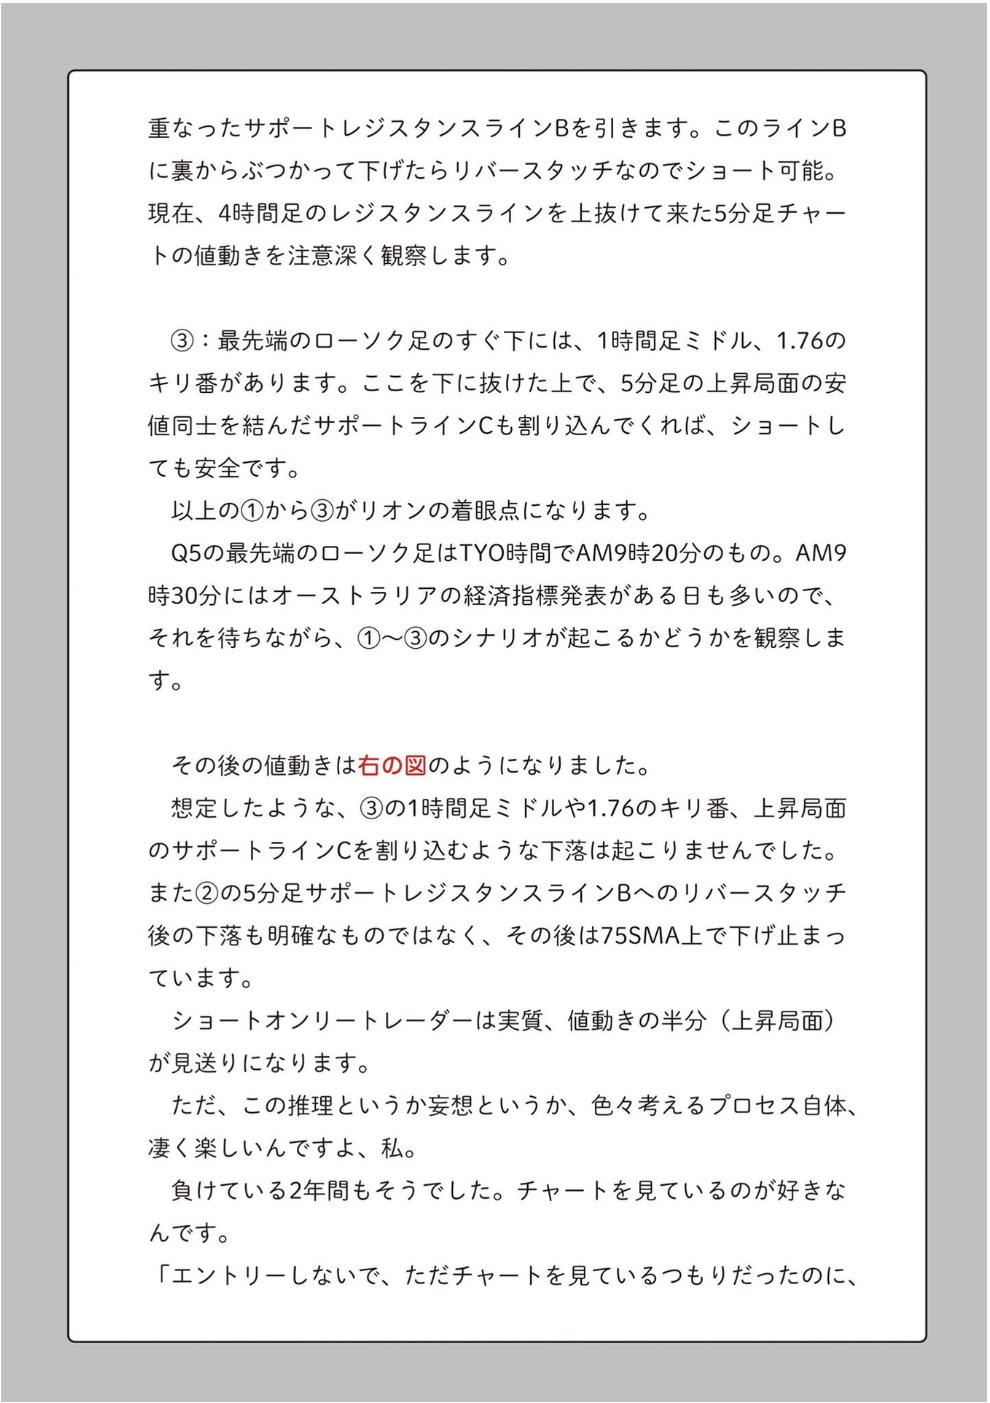 重なったサポートレジスタンスラインBを引きます。このラインB
に裏からぶつかって下げたらリバースタッチなのでショート可能。
現在、4時間足のレジスタンスラインを上抜けて来た5分足チャー
トの値動きを注意深く観察します。
③：最先端のローソク足のすぐ下には、1時間足ミドル、1.76の
キリ番があります。ここを下に抜けた上で、5分足の上昇局面の安
値同士を結んだサポートラインCも割り込んでくれば、ショートし
ても安全です。
以上の①から③がリオンの着眼点になります。
Q5の最先端のローソク足はTYO時間でAM9時20分のもの。AM9
時30分にはオーストラリアの経済指標発表がある日も多いので、
それを待ちながら、①〜③のシナリオが起こるかどうかを観察しま
す。
その後の値動きは右の図のようになりました。
想定したような、③の1時間足ミドルや1.76のキリ番、上昇局面
のサポートラインCを割り込むような下落は起こりませんでした。
また②の5分足サポートレジスタンスラインBへのリバースタッチ
後の下落も明確なものではなく、その後は75SMA上で下げ止まっ
ています。
ショートオンリートレーダーは実質、値動きの半分（上昇局面）
が見送りになります。
ただ、この推理というか妄想というか、色々考えるプロセス自体、
凄く楽しいんですよ、私。
負けている2年間もそうでした。チャートを見ているのが好きな
んです。
「エントリーしないで、ただチャートを見ているつもりだったのに、